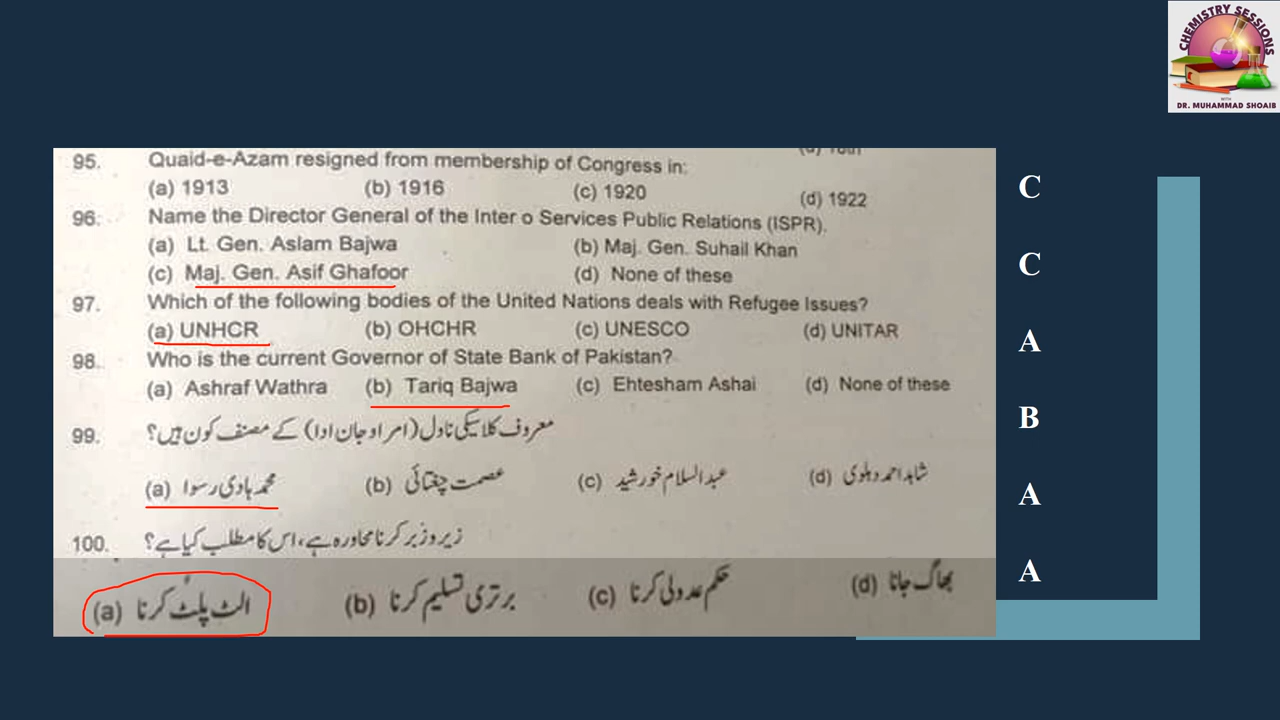 CHEMISTRY SESSIONS
WITH
DR. MUHAMMAD SHOAIB
95. Quaid-e-Azam resigned from membership of Congress in:
(a) 1913 (b) 1916 (c) 1920 (d) 1922
C
96. Name the Director General of the Inter o Services Public Relations (ISPR).
(a) Lt. Gen. Aslam Bajwa (b) Maj. Gen. Suhail Khan
(c) Maj. Gen. Asif Ghafoor (d) None of these
C
97. Which of the following bodies of the United Nations deals with Refugee Issues?
(a) UNHCR (b) OHCHR (c) UNESCO (d) UNITAR
A
98. Who is the current Governor of State Bank of Pakistan?
(a) Ashraf Wathra (b) Tariq Bajwa (c) Ehtesham Ashai (d) None of these
B
99. معروف کلاسیکی ناول (امراو جان ادا) کے مصنف کون ہیں؟
(a) محمد ہادی رسوا (b) عصمت چغتائی (c) عبدالسلام خورشید (d) شاہد احمد دہلوی
A
100. زیر و زبر کرنا محاورہ ہے، اس کا مطلب کیا ہے؟
(a) الٹ پلٹ کرنا (b) برتری تسلیم کرنا (c) حکم عدولی کرنا (d) بھاگ جانا
A